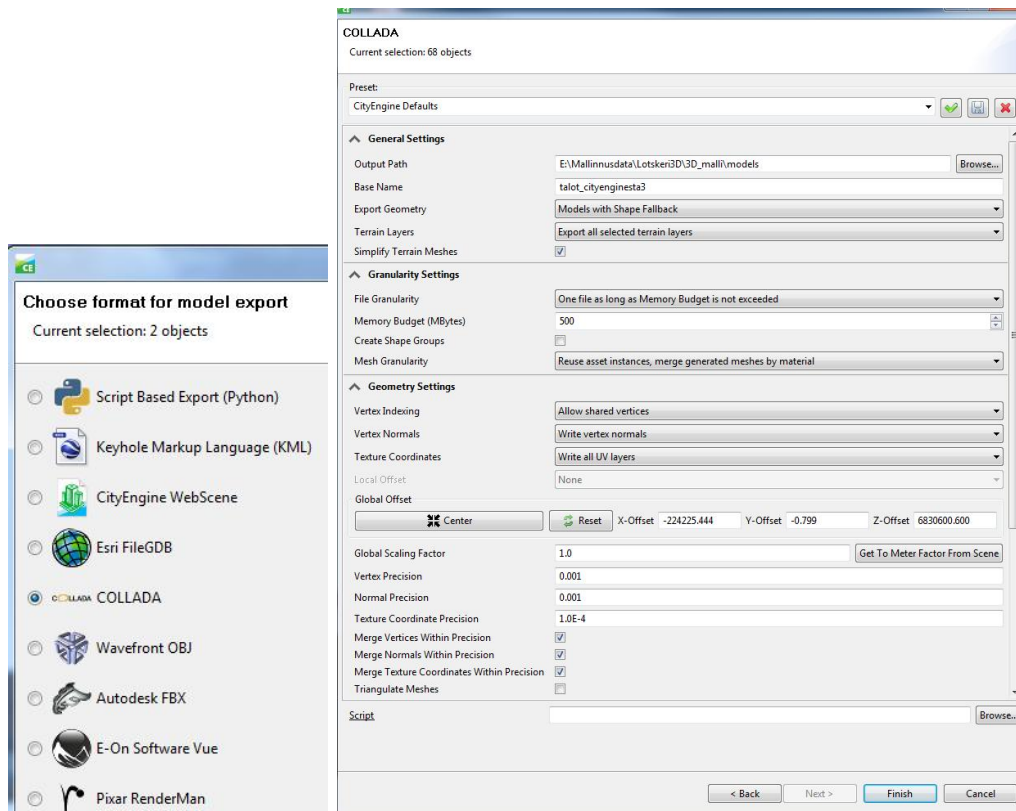 CE
Choose format for model export
Current selection: 2 objects
Script Based Export (Python)
Keyhole Markup Language (KML)
CityEngine WebScene
Esri FileGDB
COLLADA COLLADA
Wavefront OBJ
Autodesk FBX
E-On Software Vue
Pixar RenderMan
COLLADA
Current selection: 68 objects
Preset:
CityEngine Defaults
General Settings
Output Path E:\Mallinnusdata\Lotskeri3D\3D_malli\models Browse...
Base Name talot_cityenginesta3
Export Geometry Models with Shape Fallback
Terrain Layers Export all selected terrain layers
Simplify Terrain Meshes
Granularity Settings
File Granularity One file as long as Memory Budget is not exceeded
Memory Budget (MBytes) 500
Create Shape Groups
Mesh Granularity Reuse asset instances, merge generated meshes by material
Geometry Settings
Vertex Indexing Allow shared vertices
Vertex Normals Write vertex normals
Texture Coordinates Write all UV layers
Local Offset None
Global Offset
Center Reset X-Offset -224225.444 Y-Offset -0.799 Z-Offset 6830600.600
Global Scaling Factor 1.0 Get To Meter Factor From Scene
Vertex Precision 0.001
Normal Precision 0.001
Texture Coordinate Precision 1.0E-4
Merge Vertices Within Precision
Merge Normals Within Precision
Merge Texture Coordinates Within Precision
Triangulate Meshes
Script Browse...
< Back Next > Finish Cancel